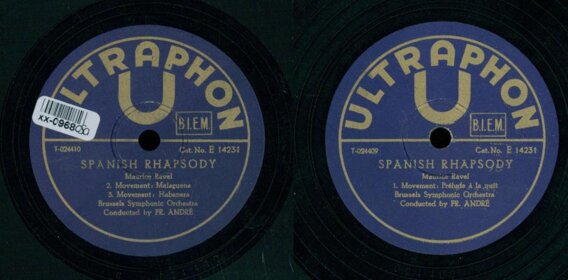 ULTRAPHON
U
B.I.E.M.
xx-096800
T-024410 Cat. No. E 14231
SPANISH RHAPSODY
Maurice Ravel
2. Movement: Malaguena
3. Movement: Habanera
Brussels Symphonic Orchestra
Conducted by FR. ANDRÉ
ULTRAPHON
U
B.I.E.M.
T-024409 Cat. No. E 14231
SPANISH RHAPSODY
Maurice Ravel
1. Movement: Prélude à la nuit
Brussels Symphonic Orchestra
Conducted by FR. ANDRÉ